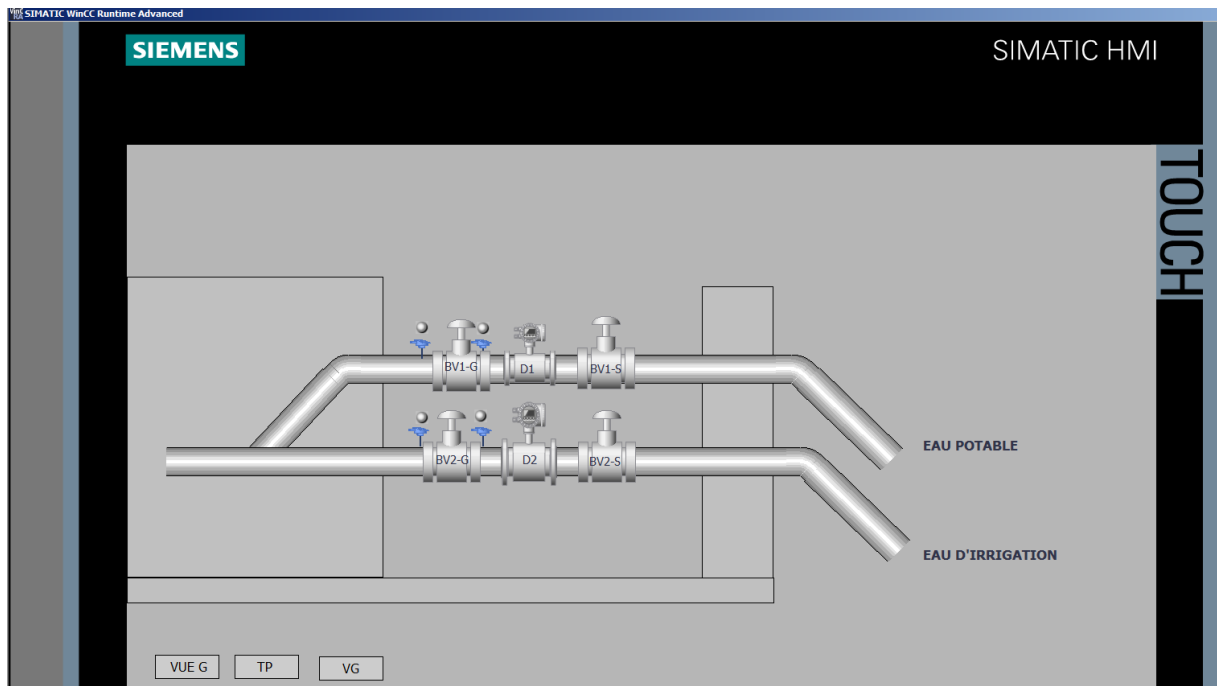 SIMATIC WinCC Runtime Advanced
SIEMENS
SIMATIC HMI
TOUCH
BV1-G
D1
BV1-S
BV2-G
D2
BV2-S
EAU POTABLE
EAU D'IRRIGATION
VUE G
TP
VG